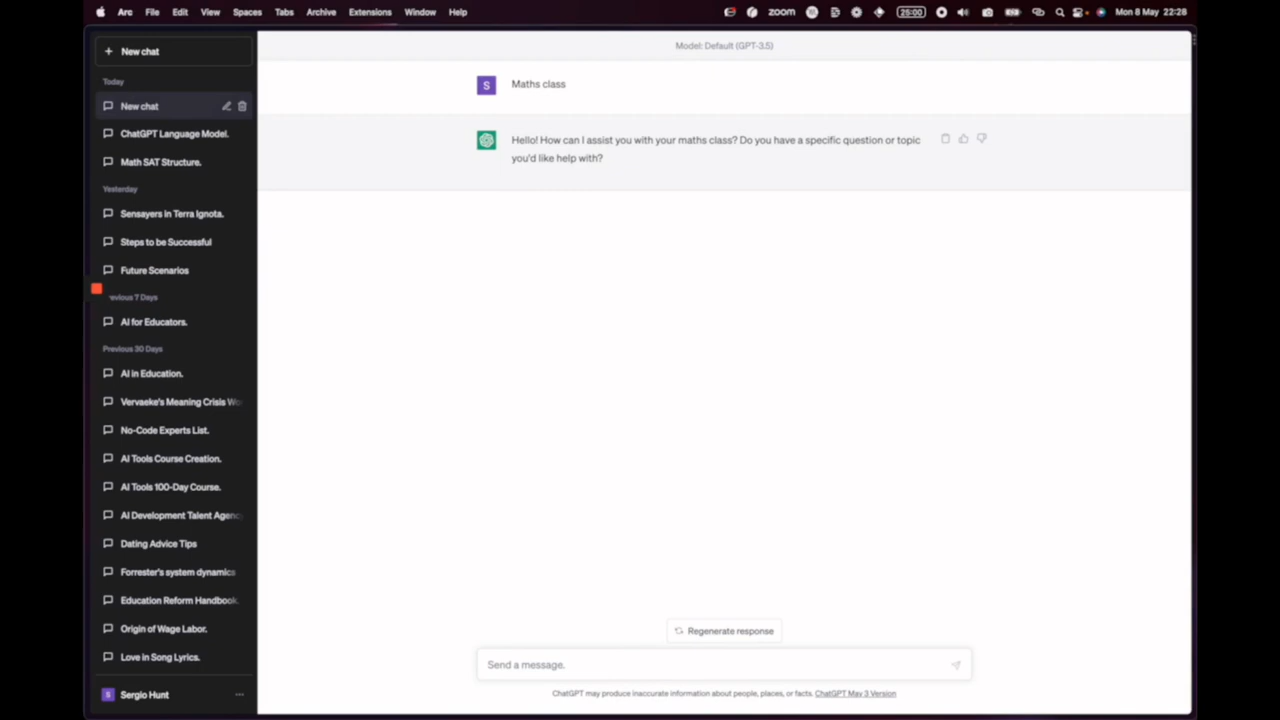 Arc File Edit View Spaces Tabs Archive Extensions Window Help
zoom 25:00 Mon 8 May 22:28
+ New chat
Today
New chat
ChatGPT Language Model.
Math SAT Structure.
Yesterday
Sensayers in Terra Ignota.
Steps to be Successful
Future Scenarios
evious 7 Days
AI for Educators.
Previous 30 Days
AI in Education.
Vervaeke's Meaning Crisis Wo
No-Code Experts List.
AI Tools Course Creation.
AI Tools 100-Day Course.
AI Development Talent Agenc
Dating Advice Tips
Forrester's system dynamics
Education Reform Handbook.
Origin of Wage Labor.
Love in Song Lyrics.
S Sergio Hunt
Model: Default (GPT-3.5)
S Maths class
Hello! How can I assist you with your maths class? Do you have a specific question or topic
you'd like help with?
Regenerate response
Send a message.
ChatGPT may produce inaccurate information about people, places, or facts. ChatGPT May 3 Version